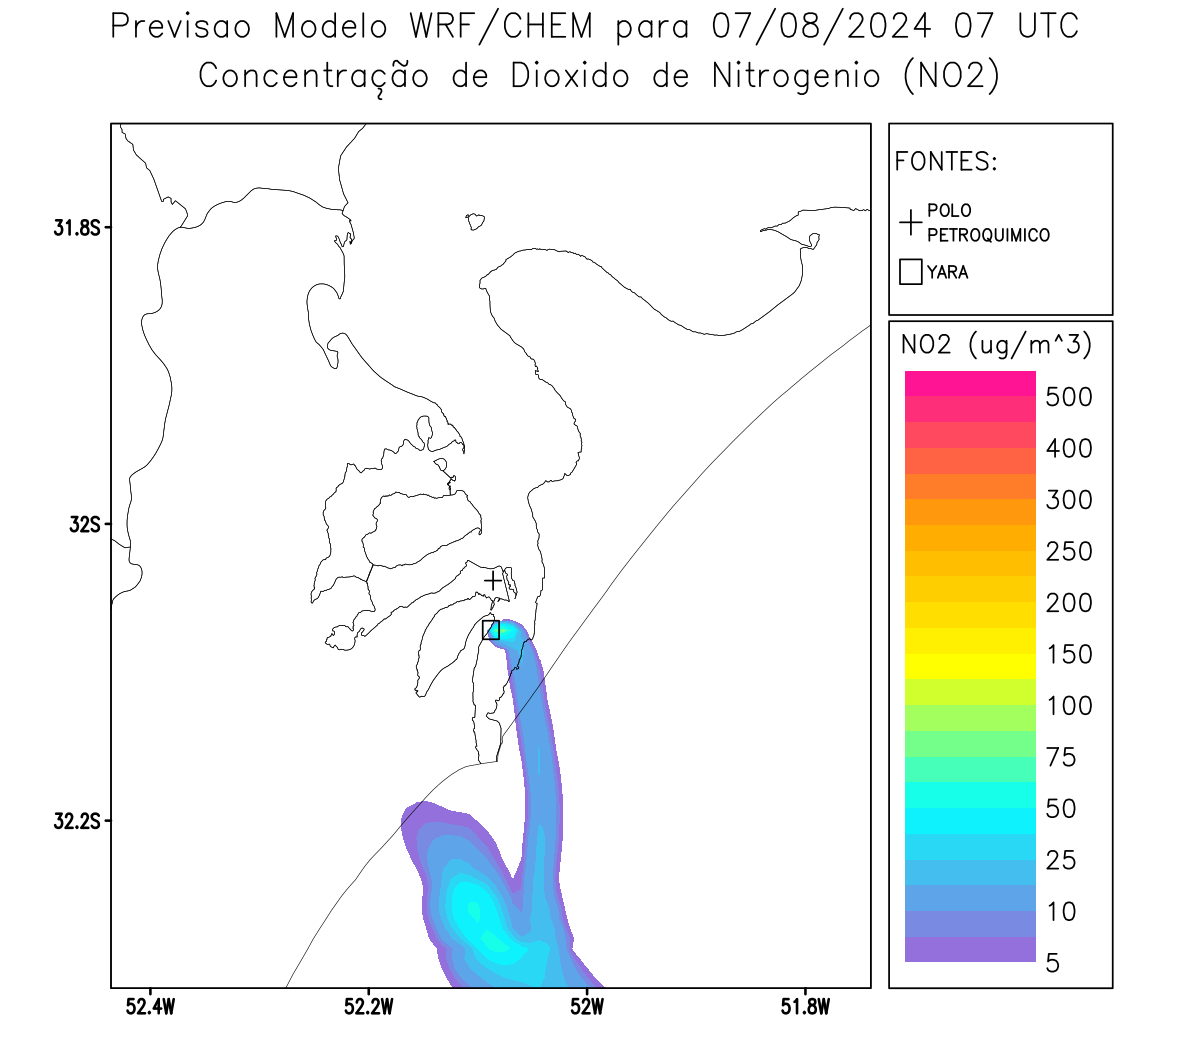 Previsao Modelo WRF/CHEM para 07/08/2024 07 UTC
Concentração de Dioxido de Nitrogenio (NO2)
FONTES:
POLO
PETROQUIMICO
YARA
NO2 (ug/m^3)
500
400
300
250
200
150
100
75
50
25
10
5
31.8S
32S
32.2S
52.4W
52.2W
52W
51.8W